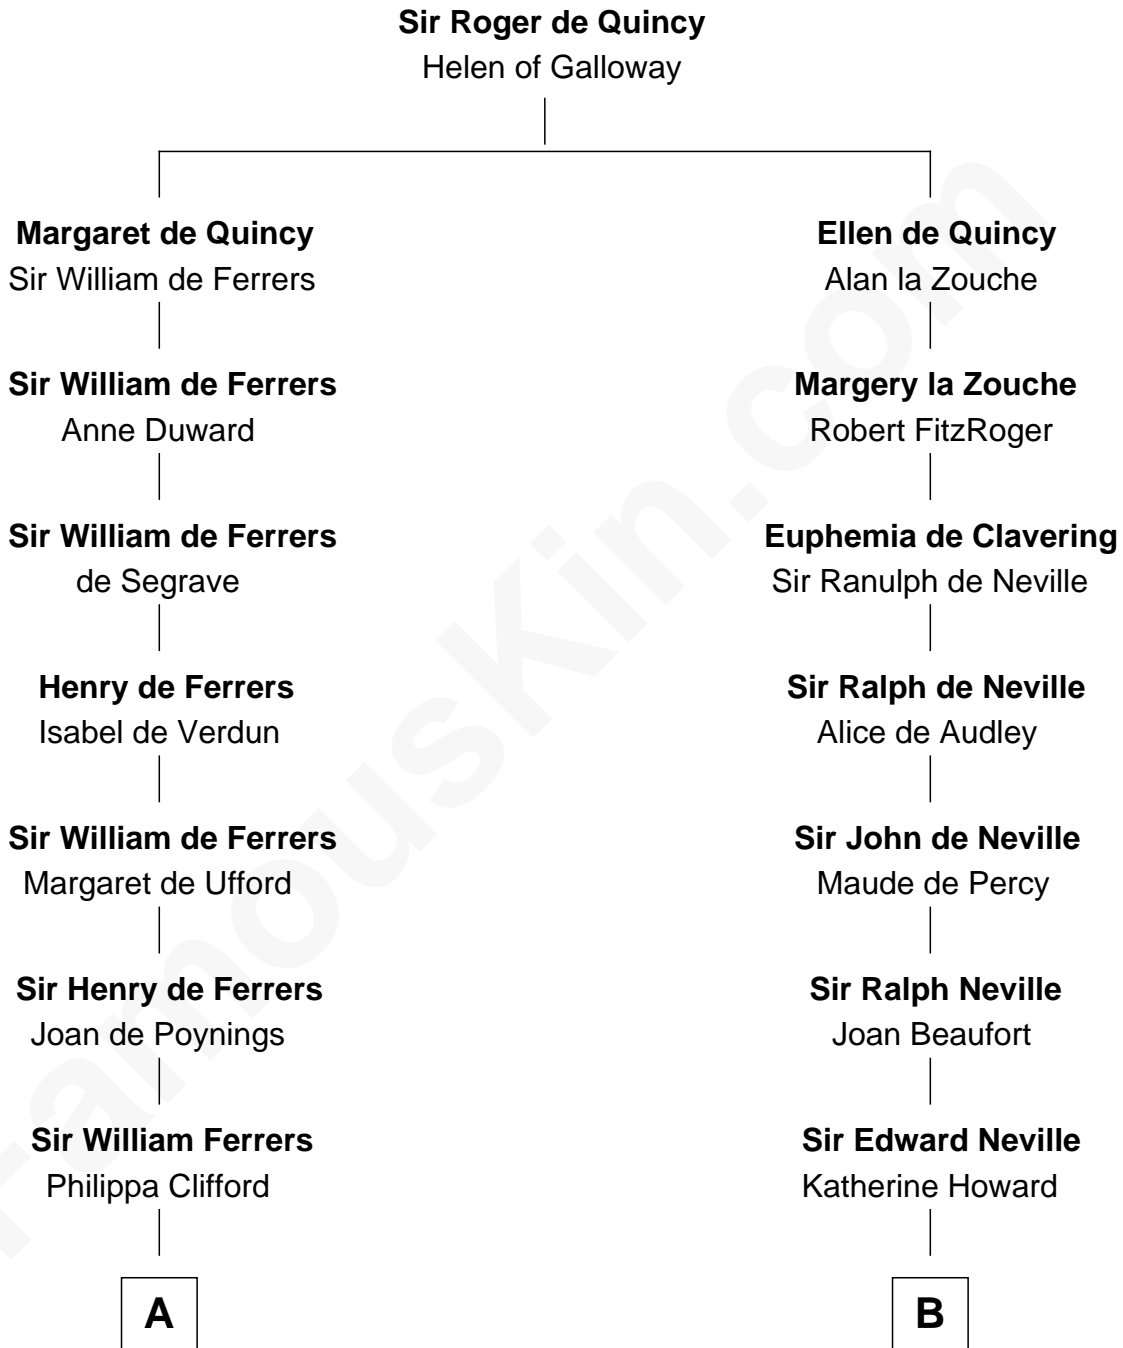 Sir Roger de Quincy
Helen of Galloway
Margaret de Quincy
Sir William de Ferrers
Ellen de Quincy
Alan la Zouche
Sir William de Ferrers
Anne Duward
Margery la Zouche
Robert FitzRoger
Sir William de Ferrers
de Segrave
Euphemia de Clavering
Sir Ranulph de Neville
Henry de Ferrers
Isabel de Verdun
Sir Ralph de Neville
Alice de Audley
Sir William de Ferrers
Margaret de Ufford
Sir John de Neville
Maude de Percy
Sir Henry de Ferrers
Joan de Poynings
Sir Ralph Neville
Joan Beaufort
Sir William Ferrers
Philippa Clifford
Sir Edward Neville
Katherine Howard
A
B
FamousKin.com